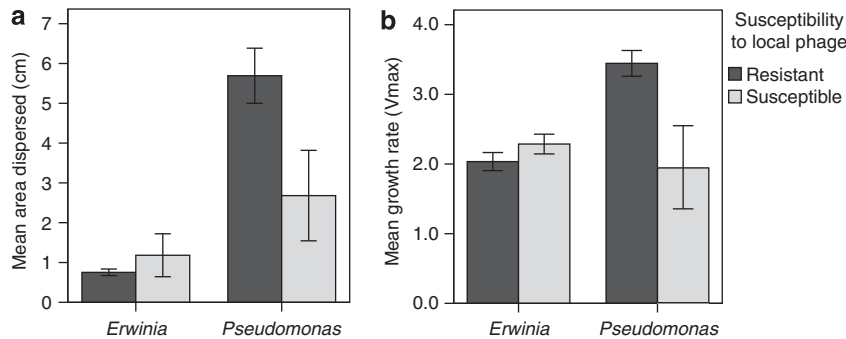 a
7
6
5
4
3
2
1
0
Mean area dispersed (cm)
Erwinia
Pseudomonas
b
4.0
3.0
2.0
1.0
0.0
Mean growth rate (Vmax)
Erwinia
Pseudomonas
Susceptibility
to local phage
Resistant
Susceptible